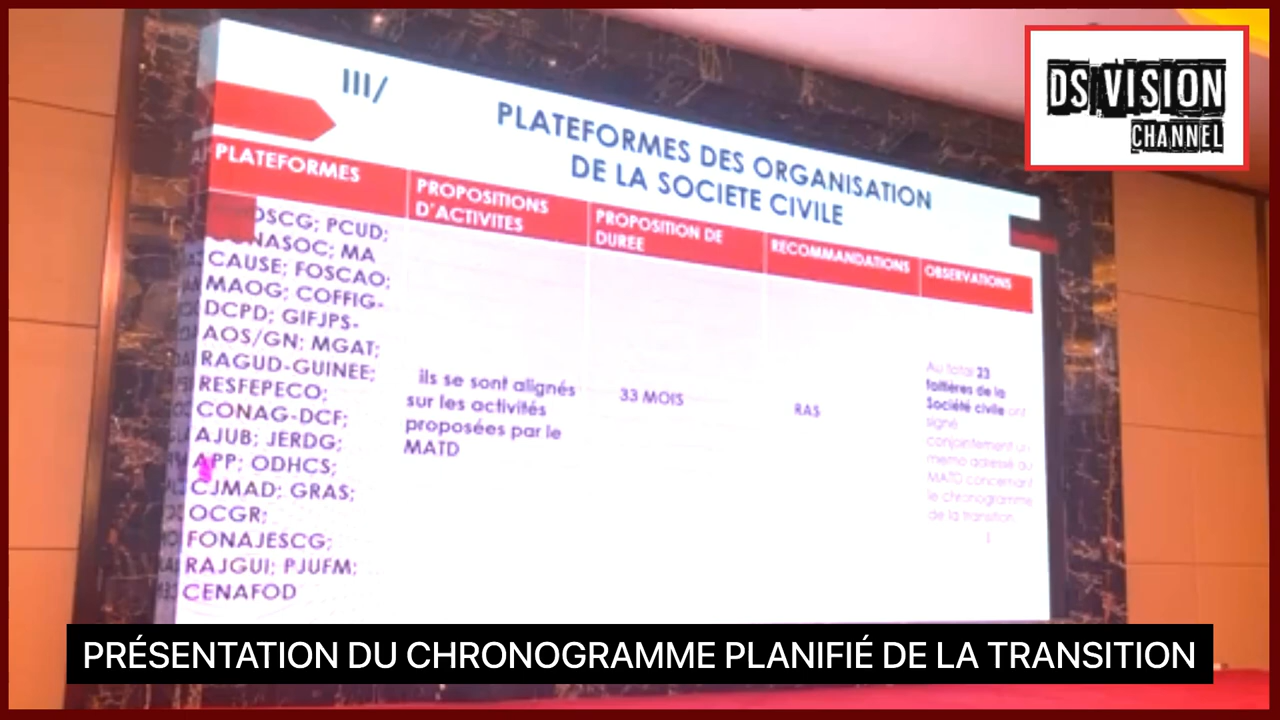 DS VISION
CHANNEL
III/
PLATEFORMES DES ORGANISATION
DE LA SOCIETE CIVILE
PLATEFORMES
PROPOSITIONS
D'ACTIVITES
PROPOSITION DE
DUREE
RECOMMANDATIONS
OBSERVATIONS
PCUD;
MA
CAUSE; FOSCAO;
MAOG; COFFIG-
DCPD; GIFJPS-
AOS/GN; MGAT;
RAGUD-GUINEE;
RESFEPECO;
CONAG-DCF;
AJUB; JERDG;
APP; ODHCS;
CJMAD; GRAS;
OCGR;
FONAJESCG;
RAJGUI; PJUFM;
CENAFOD
ils se sont alignés
sur les activités
proposées par le
MATD
33 MOIS
RAS
Au total 23
faîtières de la
Société civile ont
signé
conjointement un
memo adressé au
MATD concernant
le chronogramme
de la transition
PRÉSENTATION DU CHRONOGRAMME PLANIFIÉ DE LA TRANSITION